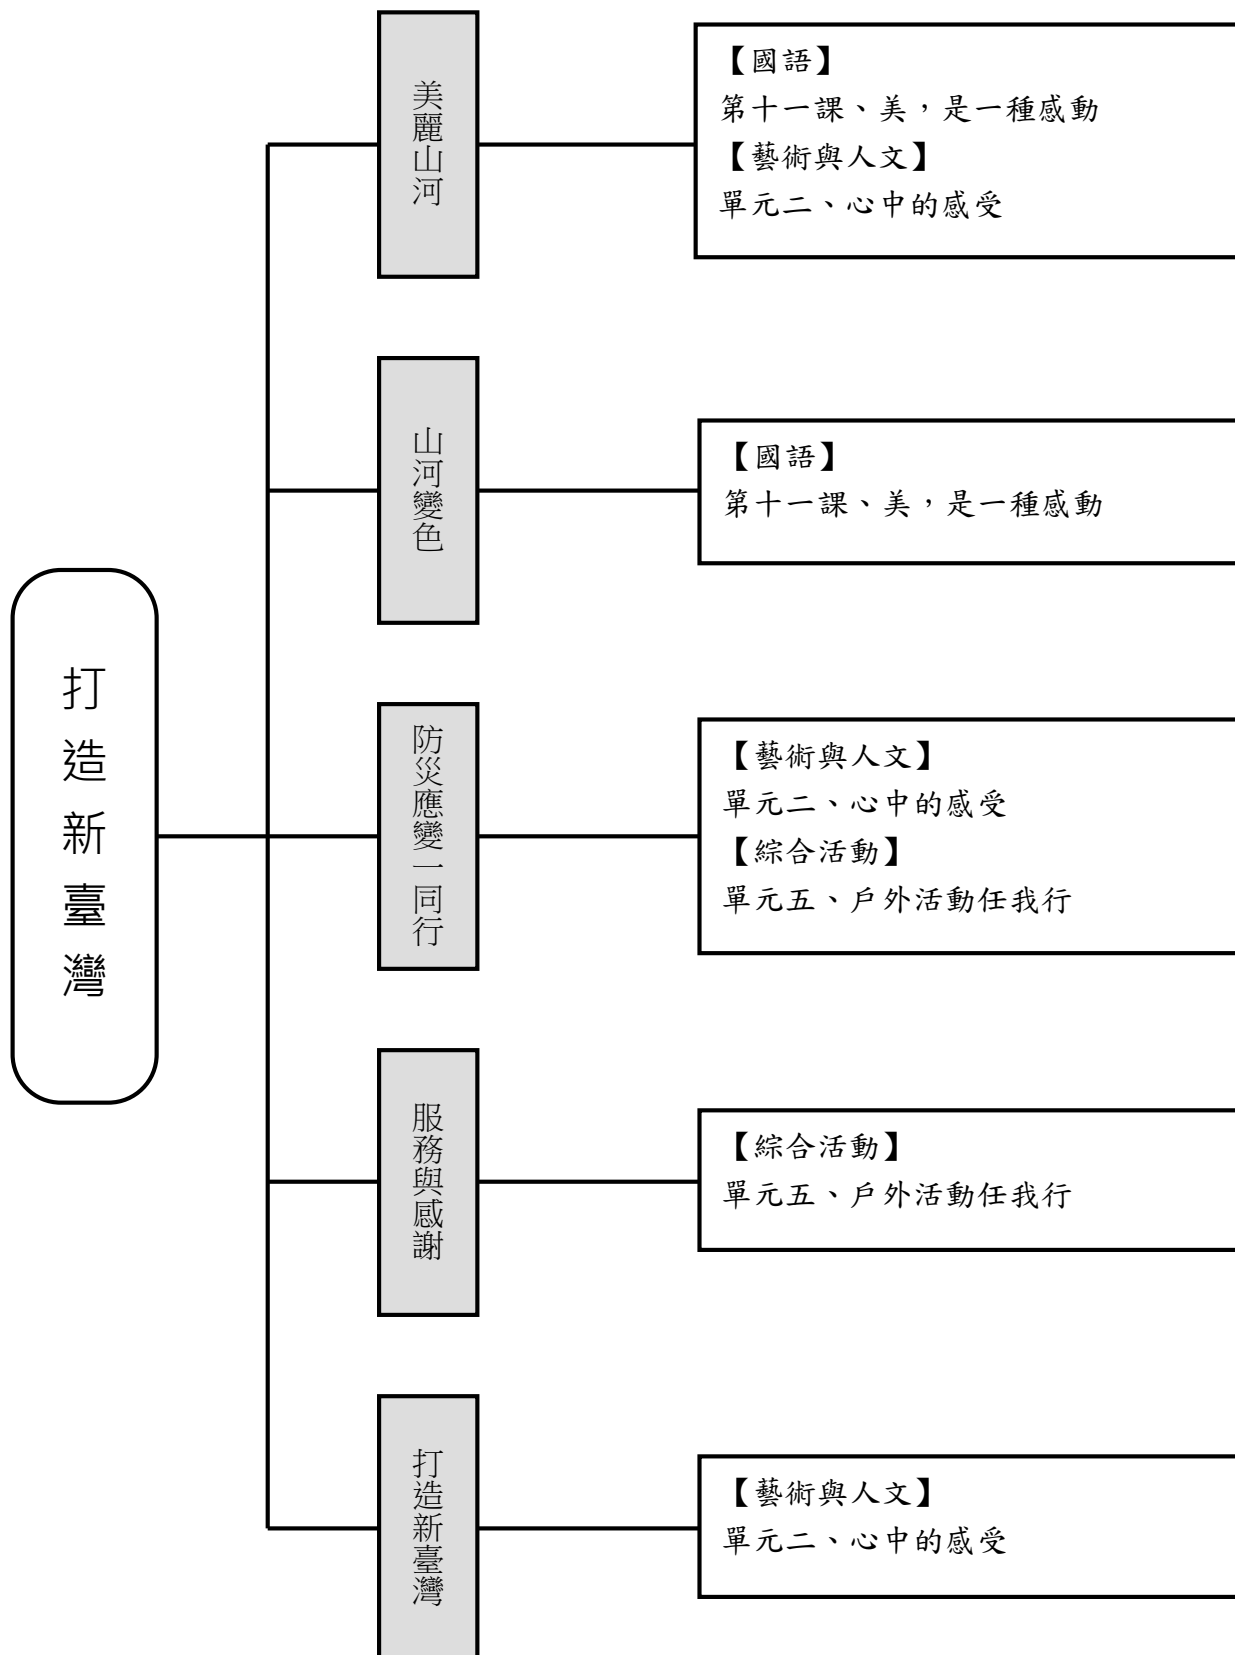 打造新臺灣
美麗山河
【國語】
第十一課、美，是一種感動
【藝術與人文】
單元二、心中的感受
山河變色
【國語】
第十一課、美，是一種感動
防災應變一同行
【藝術與人文】
單元二、心中的感受
【綜合活動】
單元五、戶外活動任我行
服務與感謝
【綜合活動】
單元五、戶外活動任我行
打造新臺灣
【藝術與人文】
單元二、心中的感受